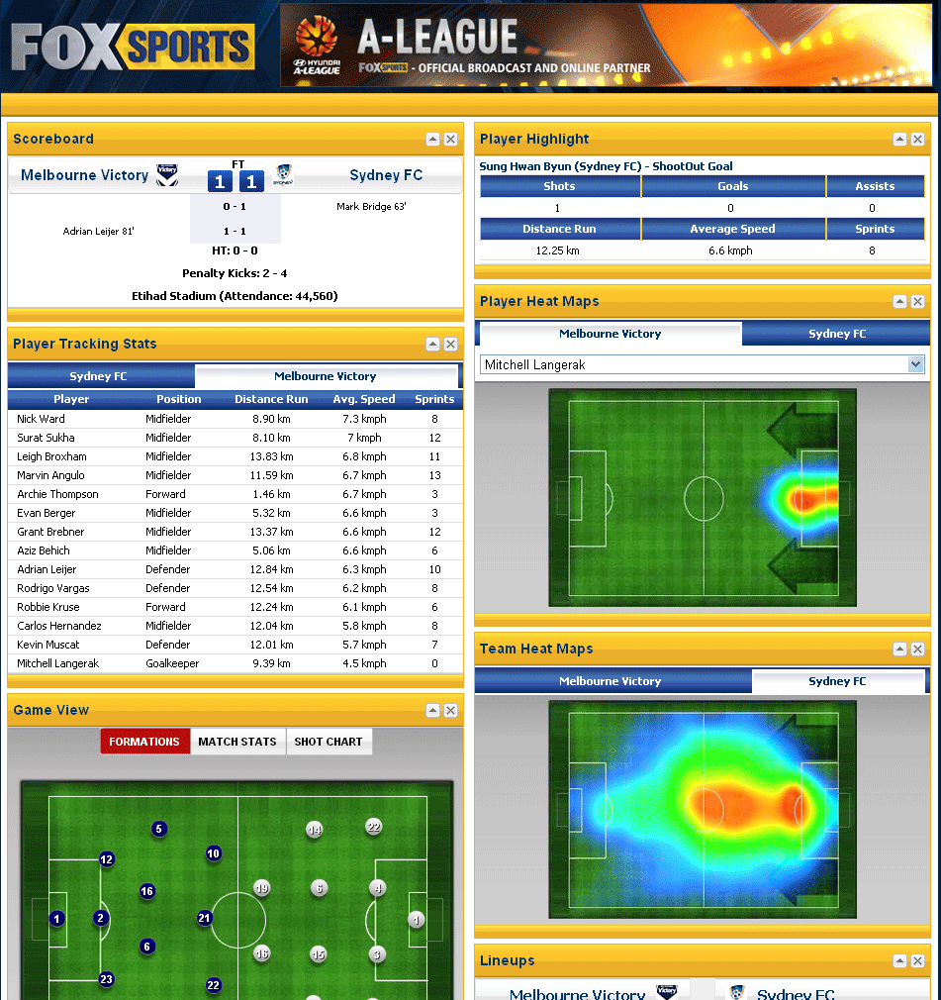 FOX SPORTS
HYUNDAI
A-LEAGUE
A-LEAGUE
FOX SPORTS - OFFICIAL BROADCAST AND ONLINE PARTNER
Scoreboard
Melbourne Victory Victory FT 1 1 SYDNEY Sydney FC
0 - 1 Mark Bridge 63'
Adrian Leijer 81' 1 - 1
HT: 0 - 0
Penalty Kicks: 2 - 4
Etihad Stadium (Attendance: 44,560)
Player Tracking Stats
Sydney FC Melbourne Victory
Player Position Distance Run Avg. Speed Sprints
Nick Ward Midfielder 8.90 km 7.3 kmph 8
Surat Sukha Midfielder 8.10 km 7 kmph 12
Leigh Broxham Midfielder 13.83 km 6.8 kmph 11
Marvin Angulo Midfielder 11.59 km 6.7 kmph 13
Archie Thompson Forward 1.46 km 6.7 kmph 3
Evan Berger Midfielder 5.32 km 6.6 kmph 3
Grant Brebner Midfielder 13.37 km 6.6 kmph 12
Aziz Behich Midfielder 5.06 km 6.6 kmph 6
Adrian Leijer Defender 12.84 km 6.3 kmph 10
Rodrigo Vargas Defender 12.54 km 6.2 kmph 8
Robbie Kruse Forward 12.24 km 6.1 kmph 6
Carlos Hernandez Midfielder 12.04 km 5.8 kmph 8
Kevin Muscat Defender 12.01 km 5.7 kmph 7
Mitchell Langerak Goalkeeper 9.39 km 4.5 kmph 0
Game View
FORMATIONS MATCH STATS SHOT CHART
5 14 22
12 10
16 19 6 4
1 2 21 1
6 16 15 3
23 22
Player Highlight
Sung Hwan Byun (Sydney FC) - ShootOut Goal
Shots Goals Assists
1 0 0
Distance Run Average Speed Sprints
12.25 km 6.6 kmph 8
Player Heat Maps
Melbourne Victory Sydney FC
Mitchell Langerak
Team Heat Maps
Melbourne Victory Sydney FC
Lineups
Melbourne Victory Victory Sydney FC